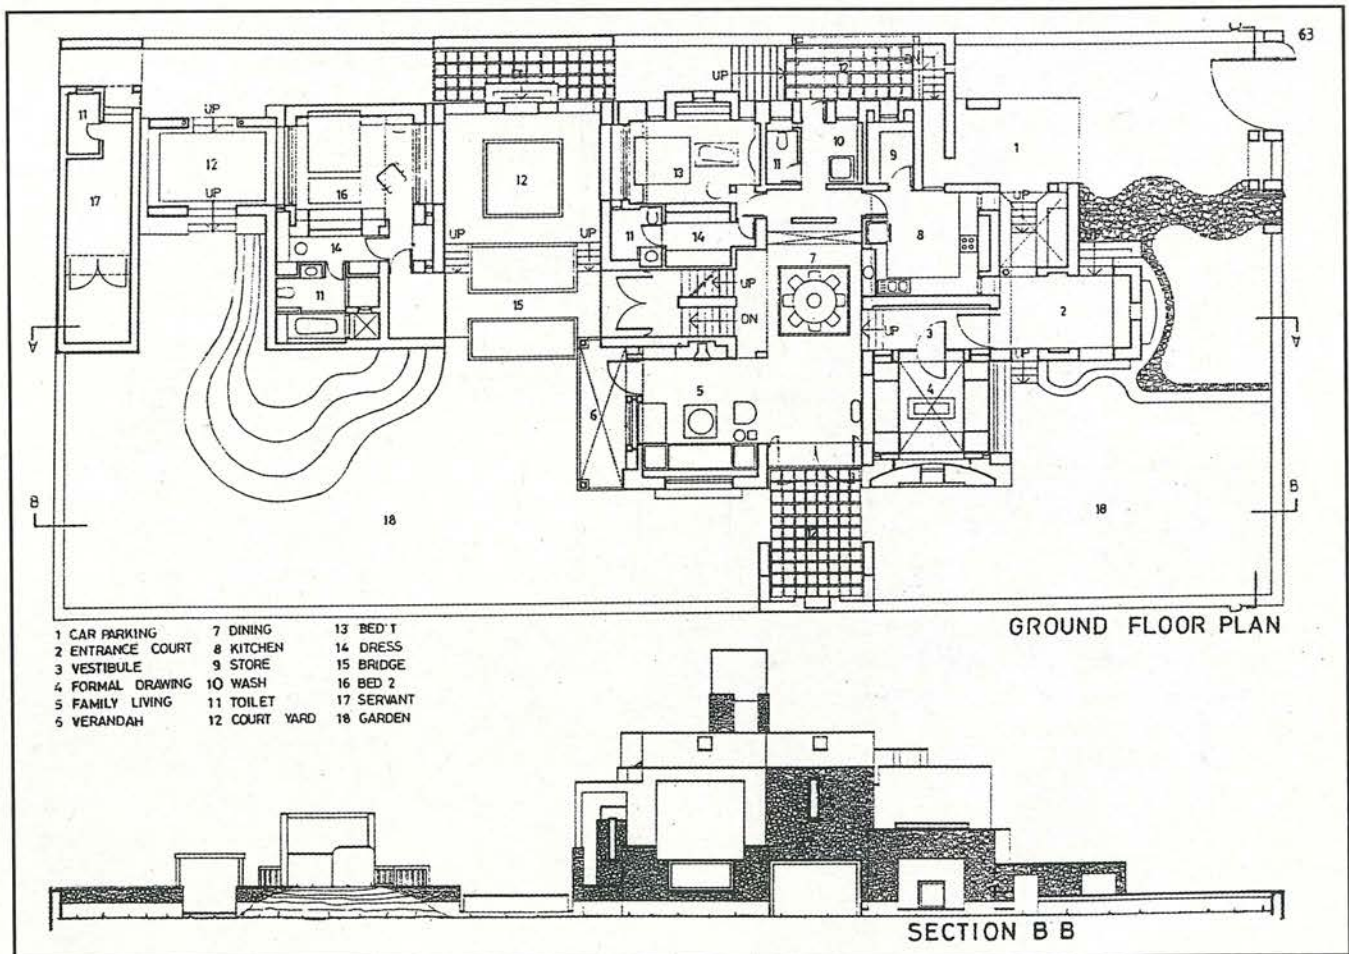 63
UP
12
DN
UP
11
UP
12
UP
17
16
14
11
12
UP
UP
15
13
11
10
9
11
14
8
7
UP
DN
UP
1
2
3
4
5
6
A
A
B
B
18
18
12
GROUND FLOOR PLAN
1 CAR PARKING
2 ENTRANCE COURT
3 VESTIBULE
4 FORMAL DRAWING
5 FAMILY LIVING
6 VERANDAH
7 DINING
8 KITCHEN
9 STORE
10 WASH
11 TOILET
12 COURT YARD
13 BED 1
14 DRESS
15 BRIDGE
16 BED 2
17 SERVANT
18 GARDEN
SECTION B B